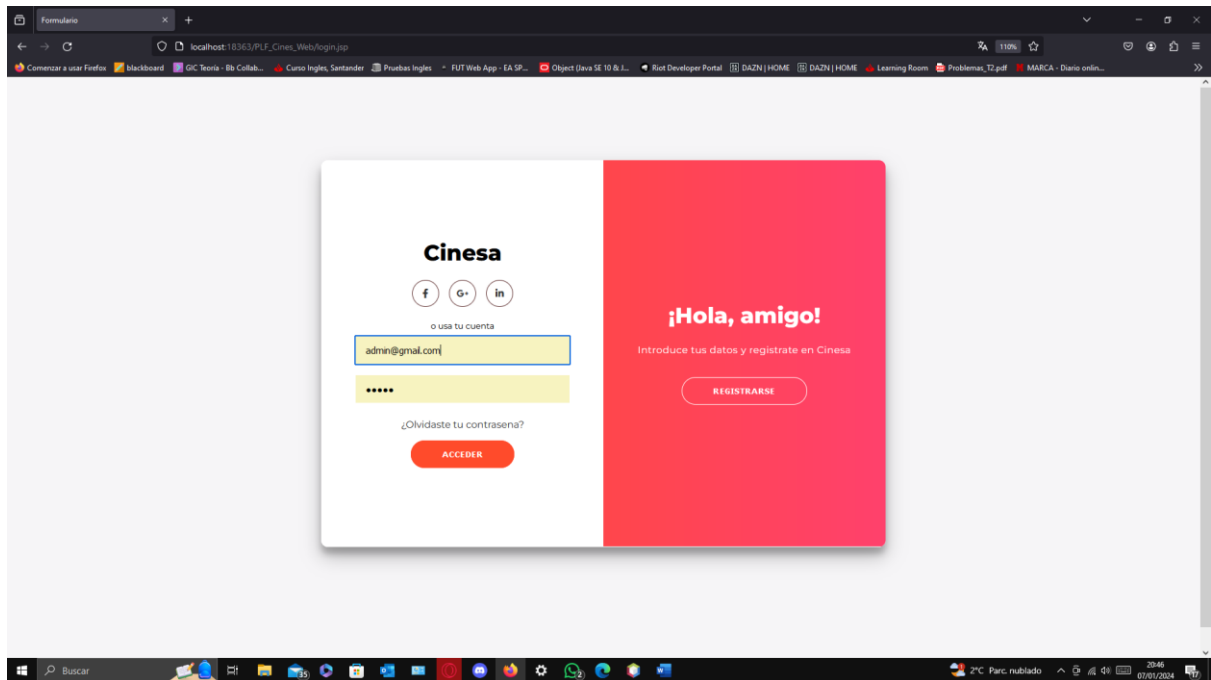 Formulario
localhost:18363/PLF_Cines_Web/login.jsp
110%
Comenzar a usar Firefox blackboard GIC Teoría - Bb Collab... Curso Ingles, Santander Pruebas Ingles FUT Web App - EA SP... Object (Java SE 10 & J... Riot Developer Portal DAZN | HOME DAZN | HOME Learning Room Problemas_T2.pdf MARCA - Diario onlin...
Cinesa
f G+ in
o usa tu cuenta
admin@gmail.com
¿Olvidaste tu contrasena?
ACCEDER
¡Hola, amigo!
Introduce tus datos y registrate en Cinesa
REGISTRARSE
Buscar
2°C Parc. nublado
20:46
07/01/2024